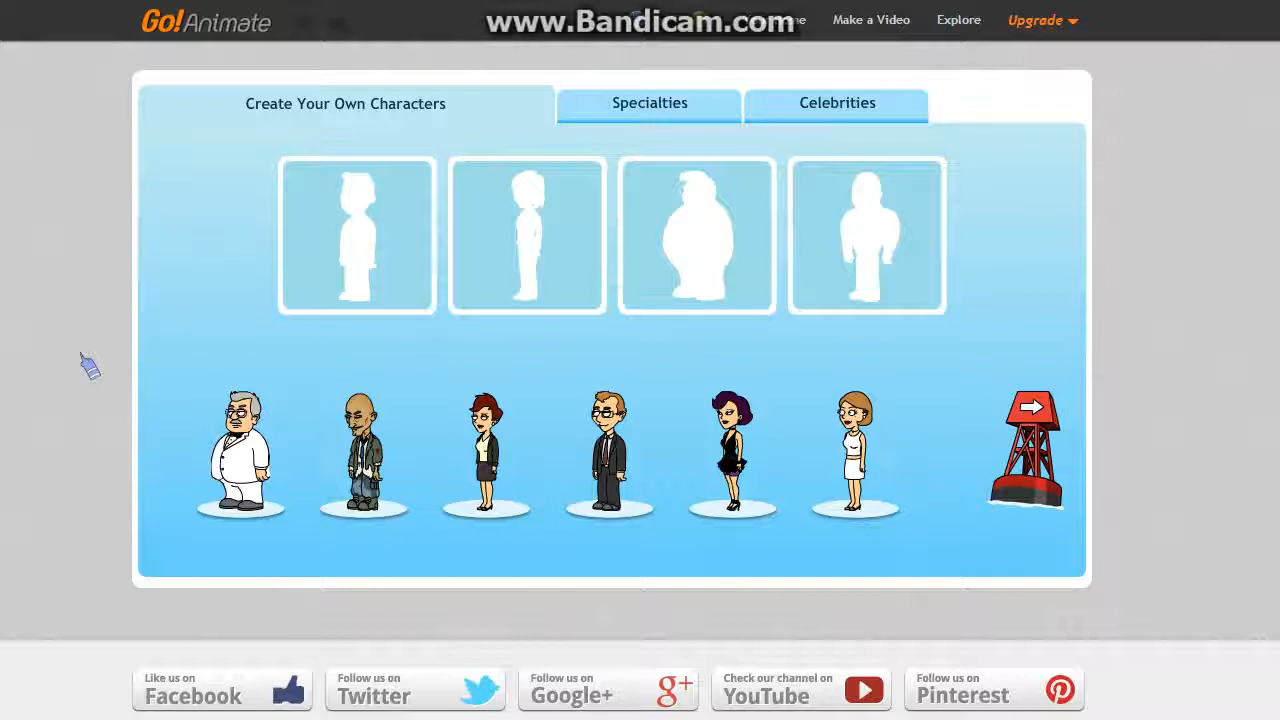 Go!Animate
www.Bandicam.com
Make a Video
Explore
Upgrade
Create Your Own Characters
Specialties
Celebrities
Like us on
Facebook
Follow us on
Twitter
Follow us on
Google+
g+
Check our channel on
YouTube
Follow us on
Pinterest